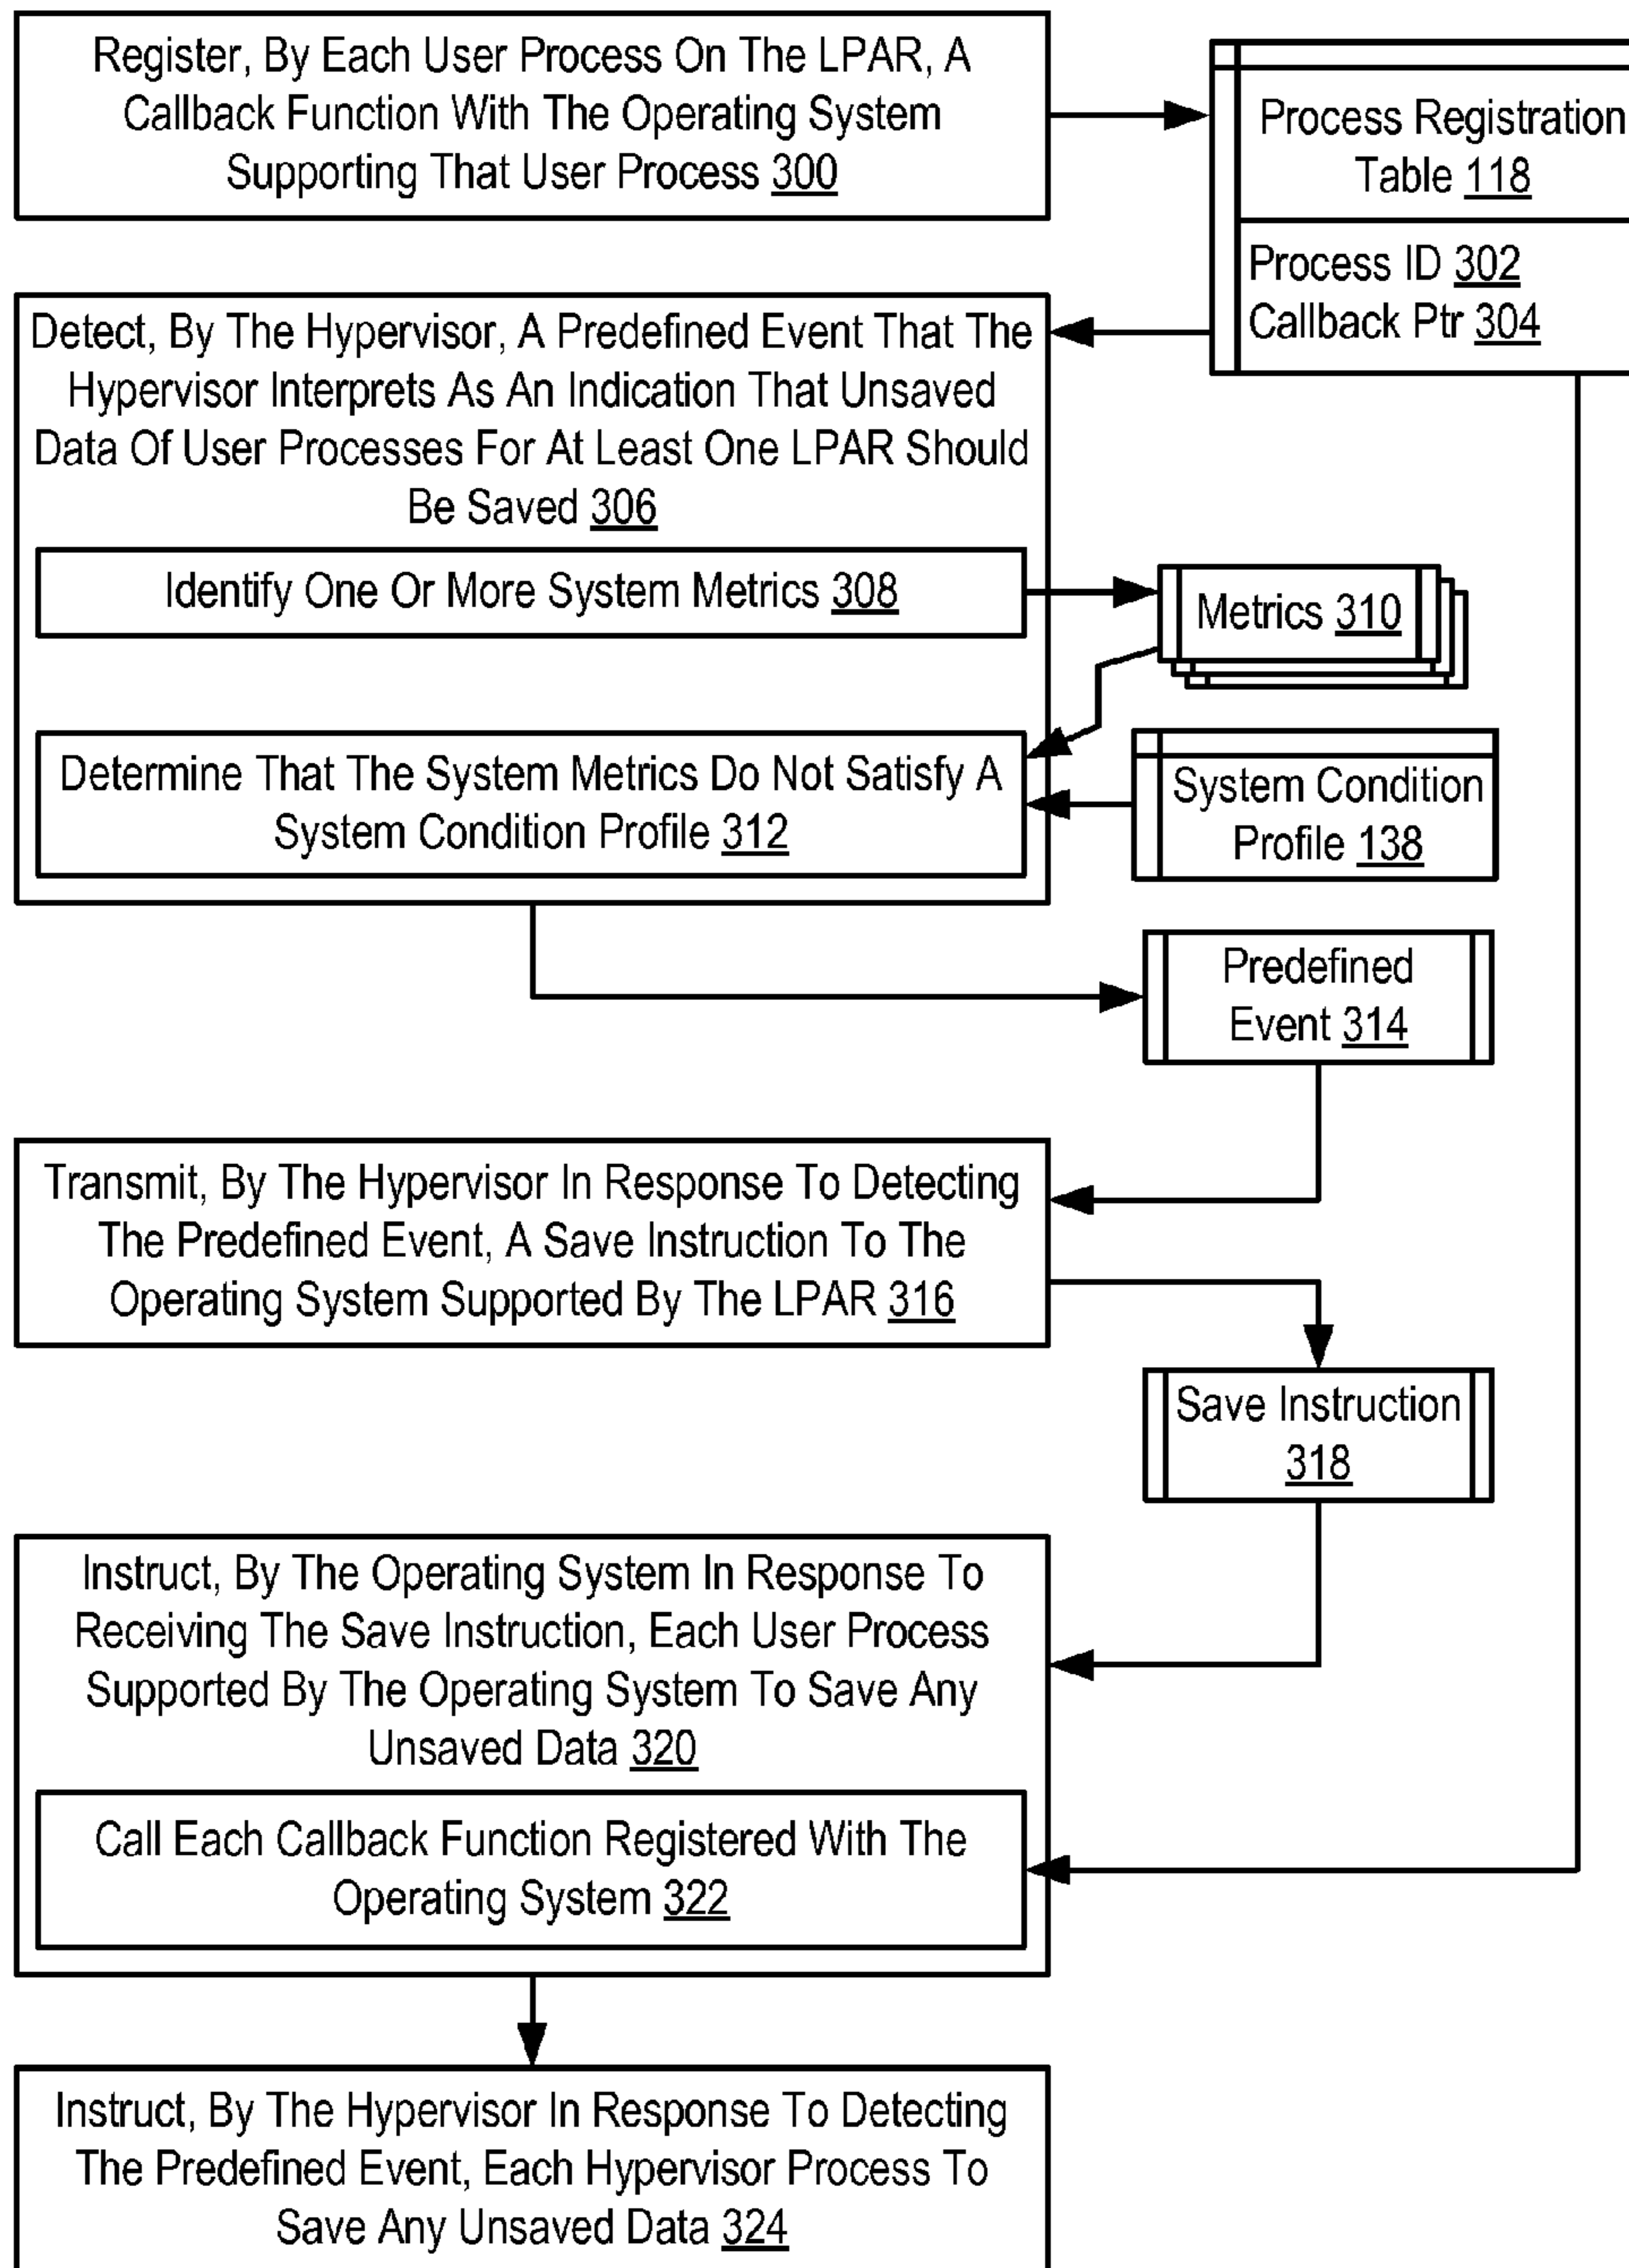 Register, By Each User Process On The LPAR, A
Callback Function With The Operating System
Supporting That User Process 300
Process Registration
Table 118
Process ID 302
Callback Ptr 304
Detect, By The Hypervisor, A Predefined Event That The
Hypervisor Interprets As An Indication That Unsaved
Data Of User Processes For At Least One LPAR Should
Be Saved 306
Identify One Or More System Metrics 308
Metrics 310
Determine That The System Metrics Do Not Satisfy A
System Condition Profile 312
System Condition
Profile 138
Predefined
Event 314
Transmit, By The Hypervisor In Response To Detecting
The Predefined Event, A Save Instruction To The
Operating System Supported By The LPAR 316
Save Instruction
318
Instruct, By The Operating System In Response To
Receiving The Save Instruction, Each User Process
Supported By The Operating System To Save Any
Unsaved Data 320
Call Each Callback Function Registered With The
Operating System 322
Instruct, By The Hypervisor In Response To Detecting
The Predefined Event, Each Hypervisor Process To
Save Any Unsaved Data 324